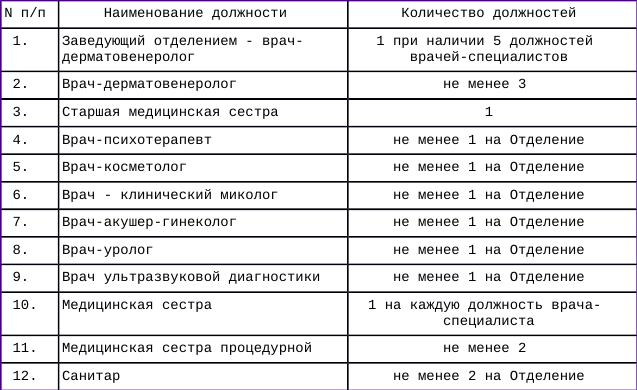 N п/п Наименование должности Количество должностей
1. Заведующий отделением - врач- 1 при наличии 5 должностей
дерматовенеролог врачей-специалистов
2. Врач-дерматовенеролог не менее 3
3. Старшая медицинская сестра 1
4. Врач-психотерапевт не менее 1 на Отделение
5. Врач-косметолог не менее 1 на Отделение
6. Врач - клинический миколог не менее 1 на Отделение
7. Врач-акушер-гинеколог не менее 1 на Отделение
8. Врач-уролог не менее 1 на Отделение
9. Врач ультразвуковой диагностики не менее 1 на Отделение
10. Медицинская сестра 1 на каждую должность врача-
специалиста
11. Медицинская сестра процедурной не менее 2
12. Санитар не менее 2 на Отделение